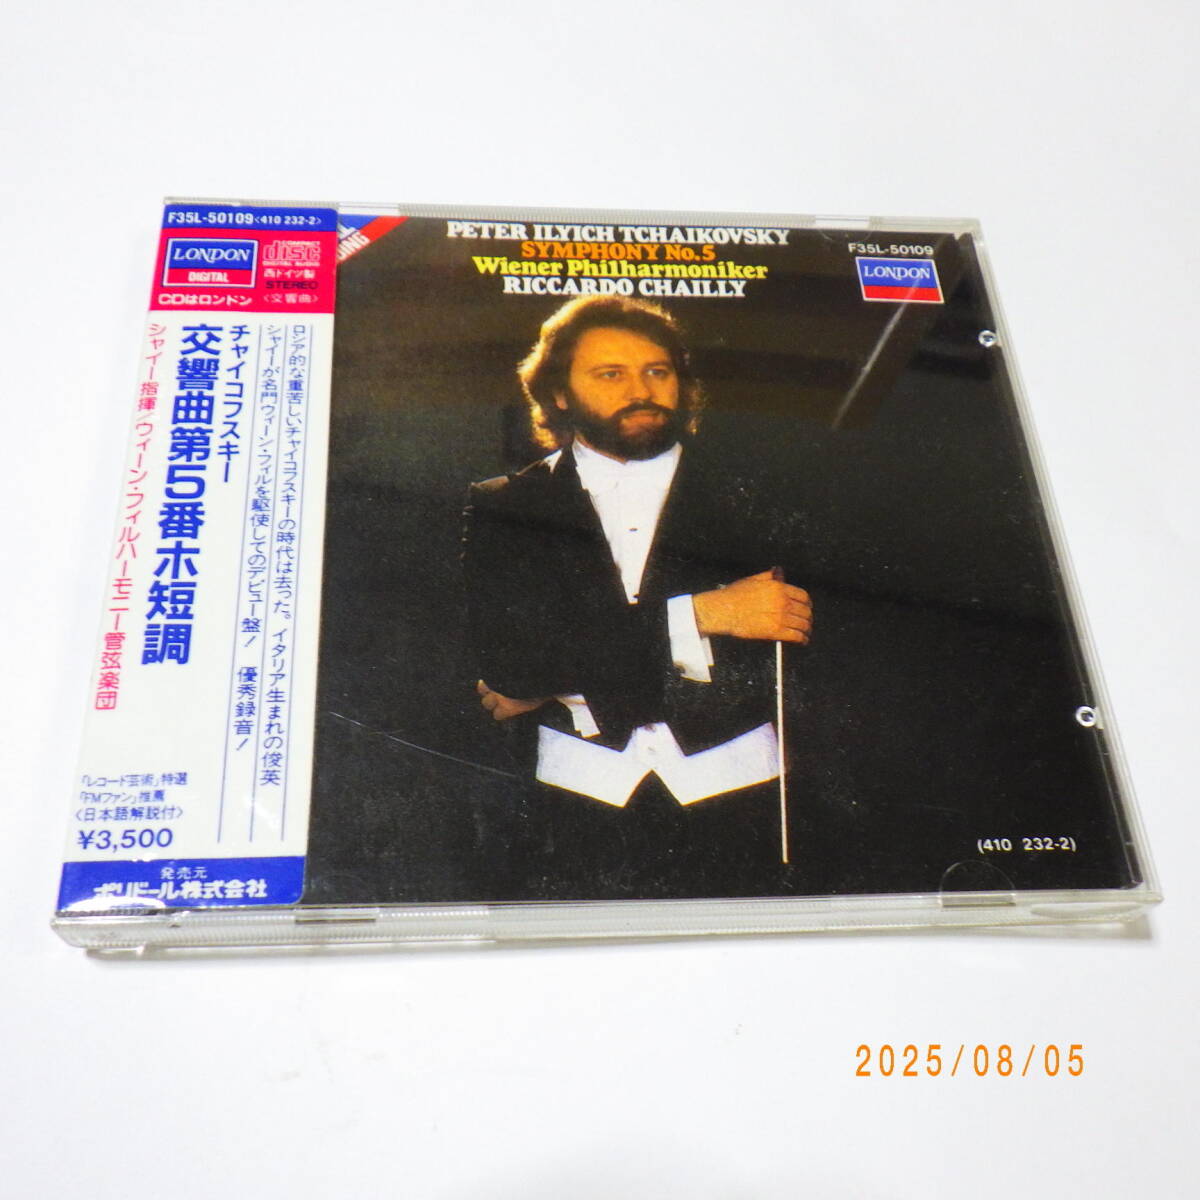 F35L-50109<410 232-2>
LONDON
DIGITAL
COMPACT
disc
DIGITAL AUDIO
西ドイツ製
STEREO
<交響曲>
CDはロンドン
ロシア的な重苦しいチャイコフスキーの時代は去った。イタリア生まれの俊英
シャイーが名門ウィーン・フィルを駆使してのデビュー盤! 優秀録音!
チャイコフスキー
交響曲第5番ホ短調
シャイー指揮/ウィーン・フィルハーモニー管弦楽団
「レコード芸術」特選
「FMファン」推薦
<日本語解説付>
¥3,500
発売元
ポリドール株式会社
PETER ILYICH TCHAIKOVSKY
SYMPHONY No.5
Wiener Philharmoniker
RICCARDO CHAILLY
F35L-50109
LONDON
(410 232-2)
2025/08/05